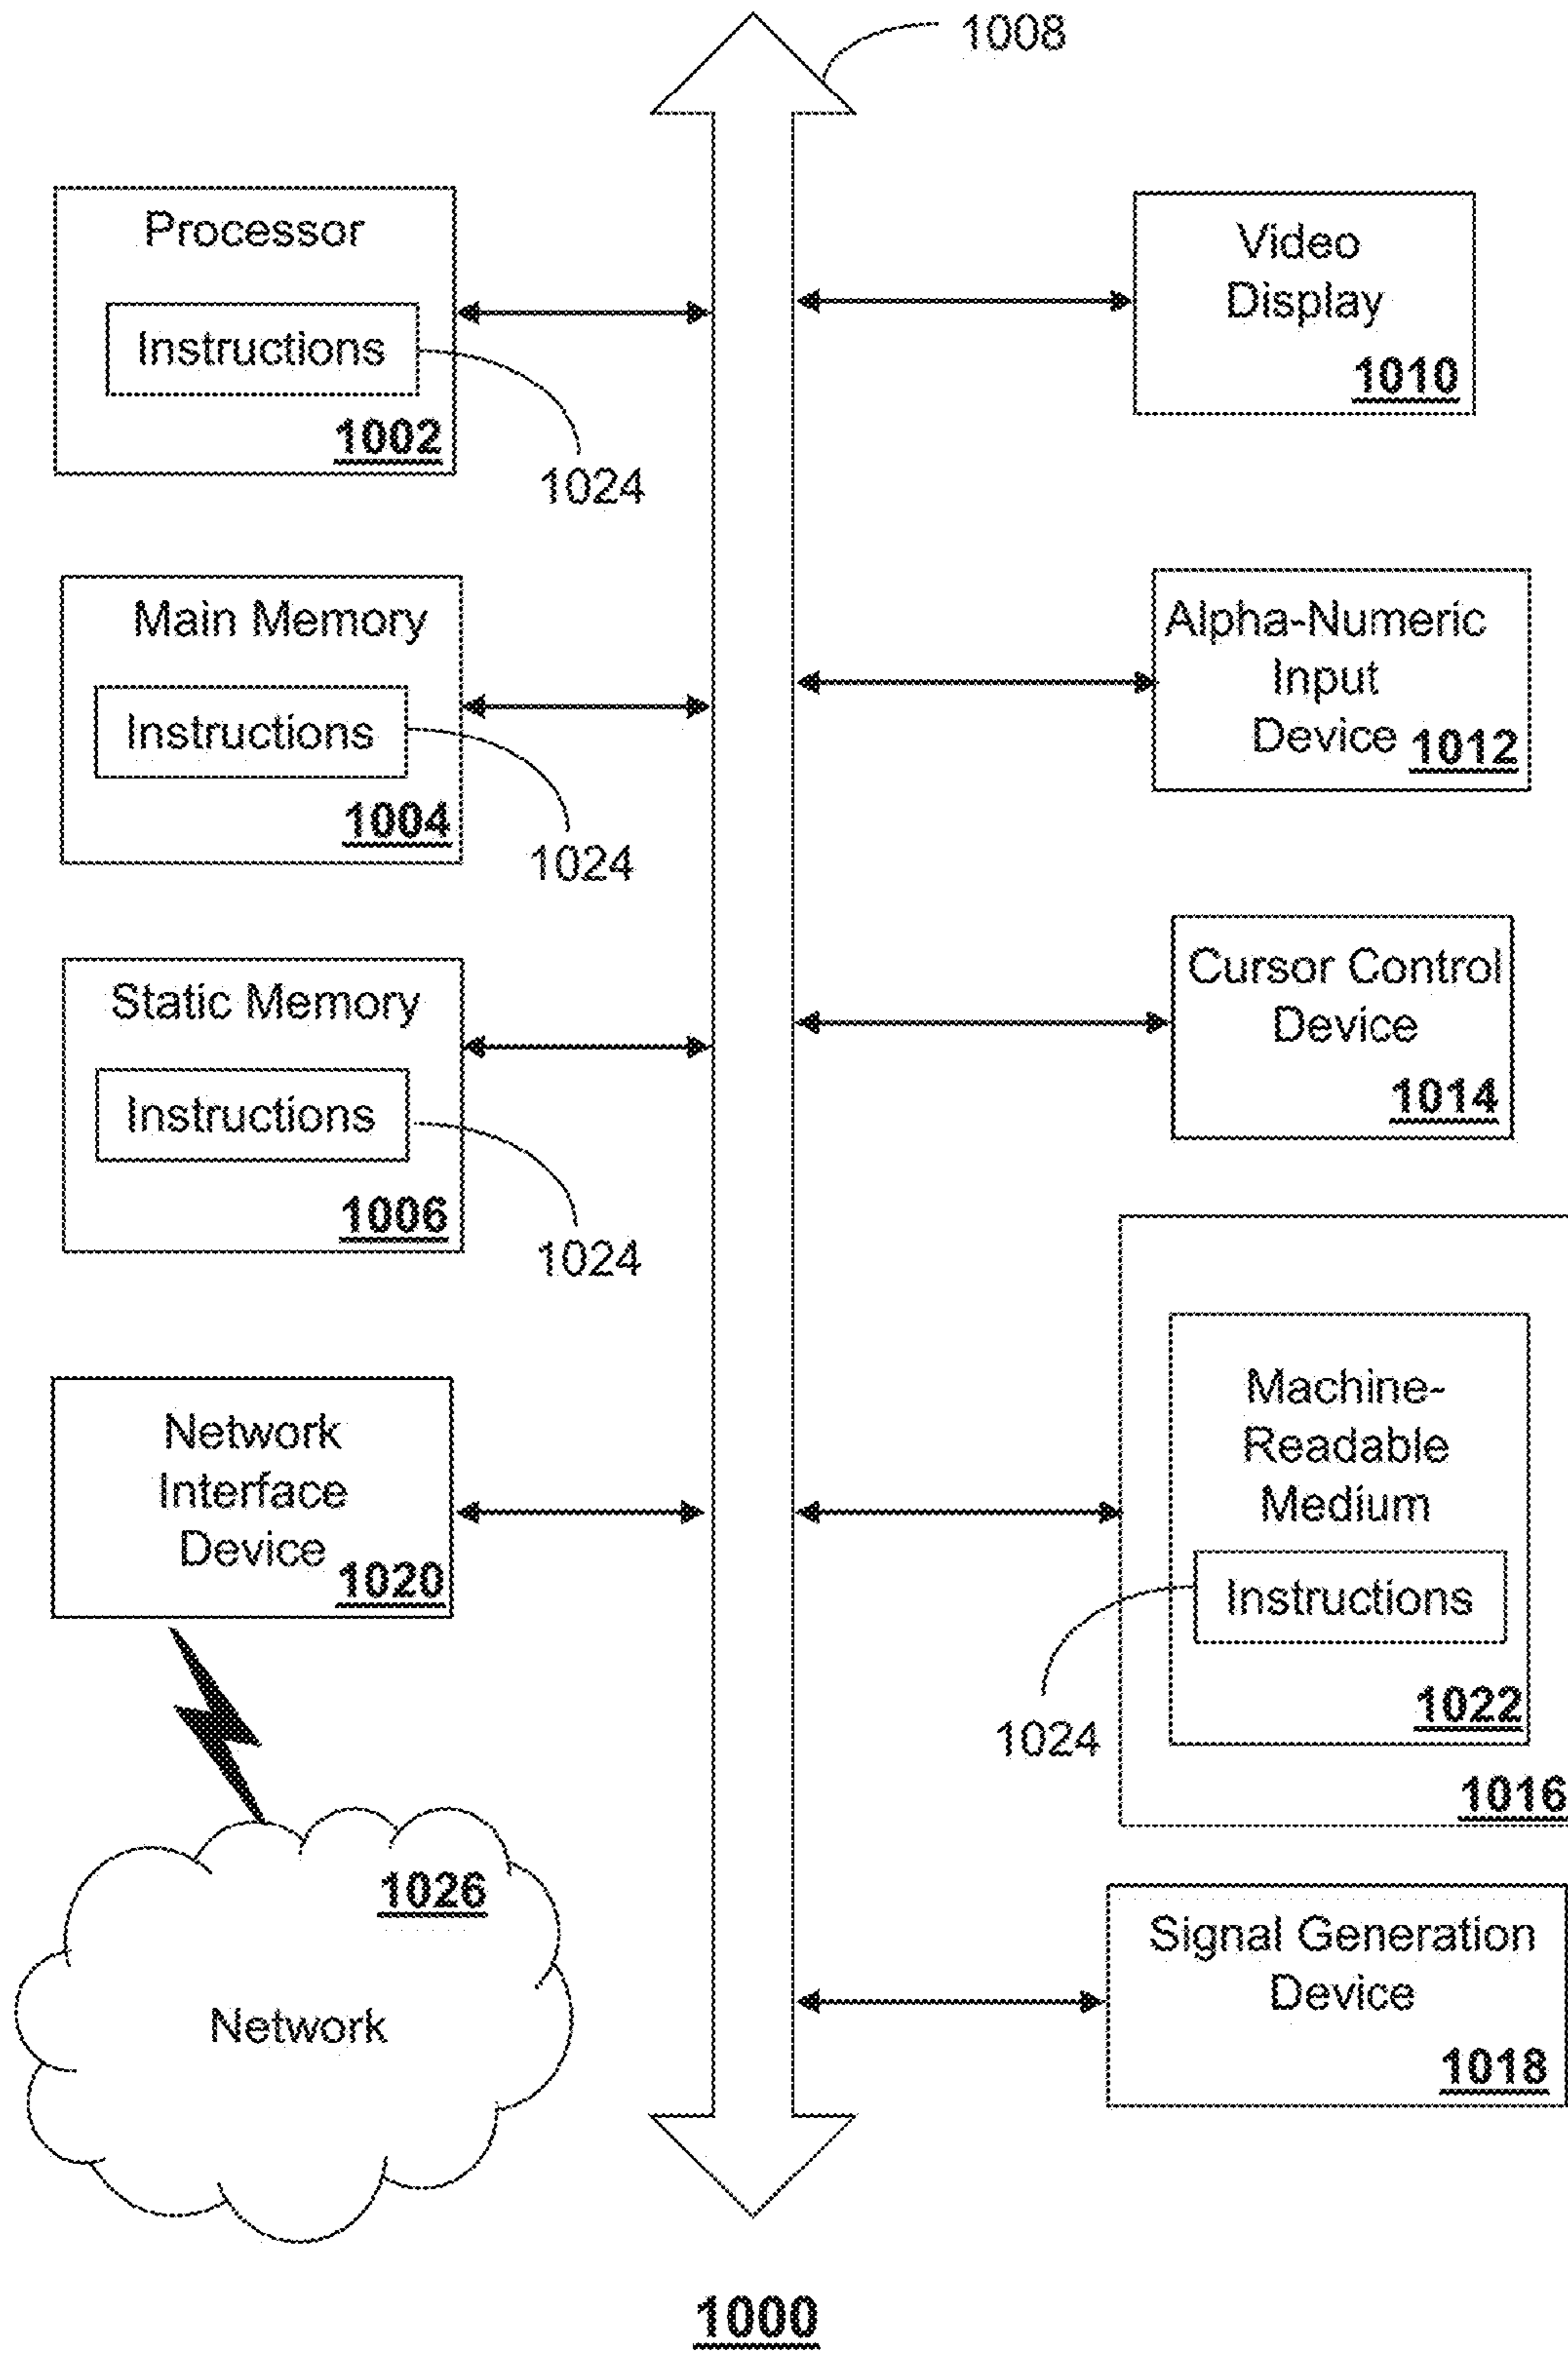 1008
Processor
Instructions
1002
1024
Main Memory
Instructions
1004
1024
Static Memory
Instructions
1006
1024
Network
Interface
Device
1020
1026
Network
Video
Display
1010
Alpha-Numeric
Input
Device
1012
Cursor Control
Device
1014
Machine-
Readable
Medium
Instructions
1024
1022
1016
Signal Generation
Device
1018
1000